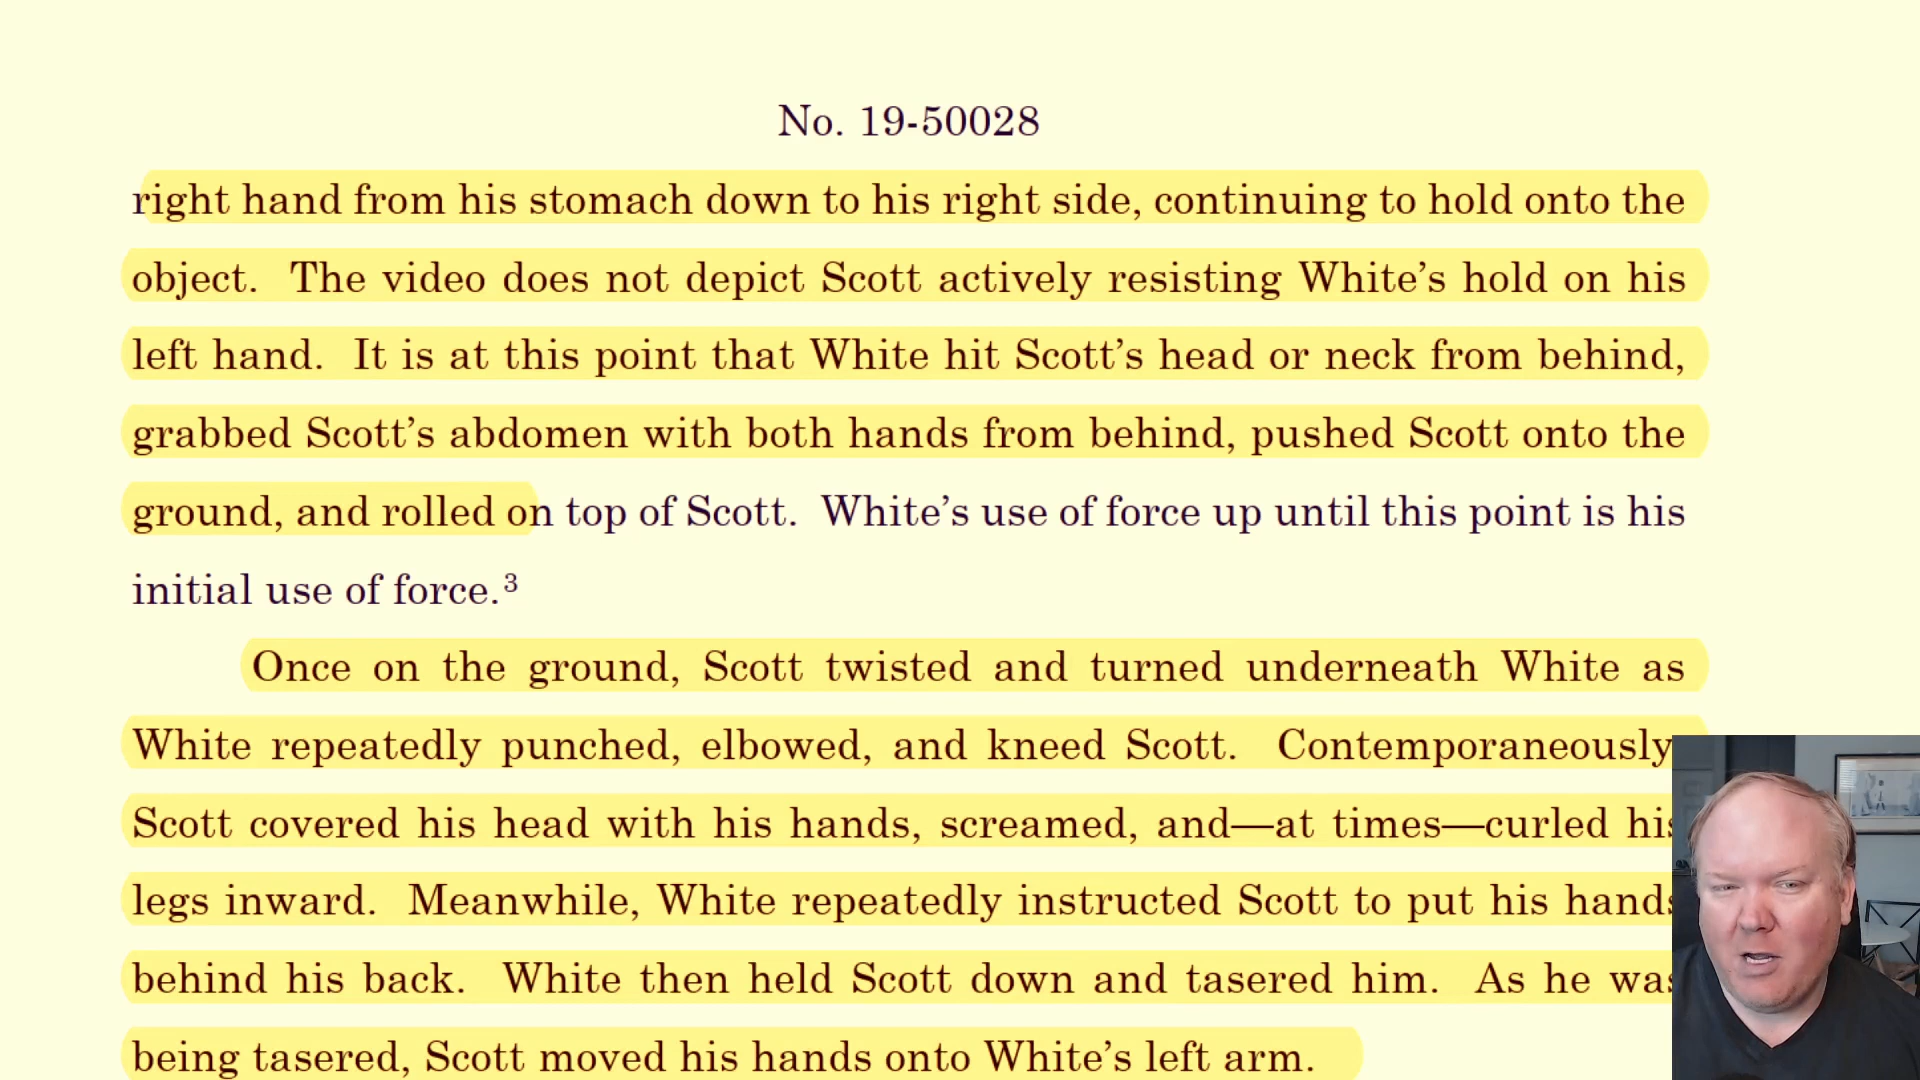 No. 19-50028
right hand from his stomach down to his right side, continuing to hold onto the
object. The video does not depict Scott actively resisting White’s hold on his
left hand. It is at this point that White hit Scott’s head or neck from behind,
grabbed Scott’s abdomen with both hands from behind, pushed Scott onto the
ground, and rolled on top of Scott. White’s use of force up until this point is his
initial use of force.³
Once on the ground, Scott twisted and turned underneath White as
White repeatedly punched, elbowed, and kneed Scott. Contemporaneously,
Scott covered his head with his hands, screamed, and—at times—curled his
legs inward. Meanwhile, White repeatedly instructed Scott to put his hands
behind his back. White then held Scott down and tasered him. As he was
being tasered, Scott moved his hands onto White’s left arm.